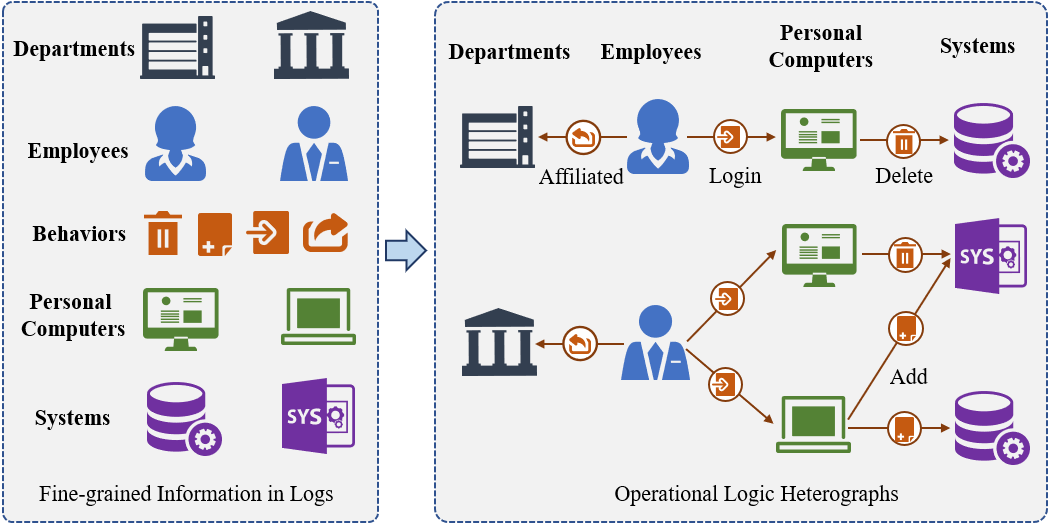 Departments
Employees
Behaviors
Personal
Computers
Systems
SYS
Fine-grained Information in Logs
Departments
Employees
Personal
Computers
Systems
Affiliated
Login
Delete
SYS
Add
Operational Logic Heterographs